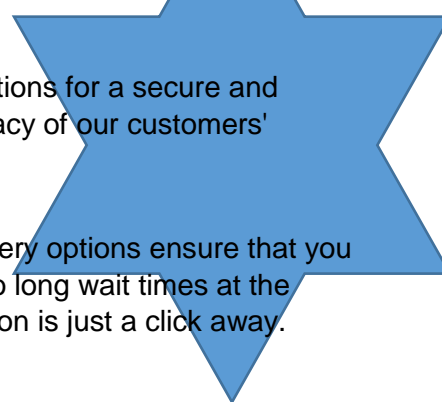 tions for a secure and
acy of our customers'
ery options ensure that you
long wait times at the
on is just a click away.